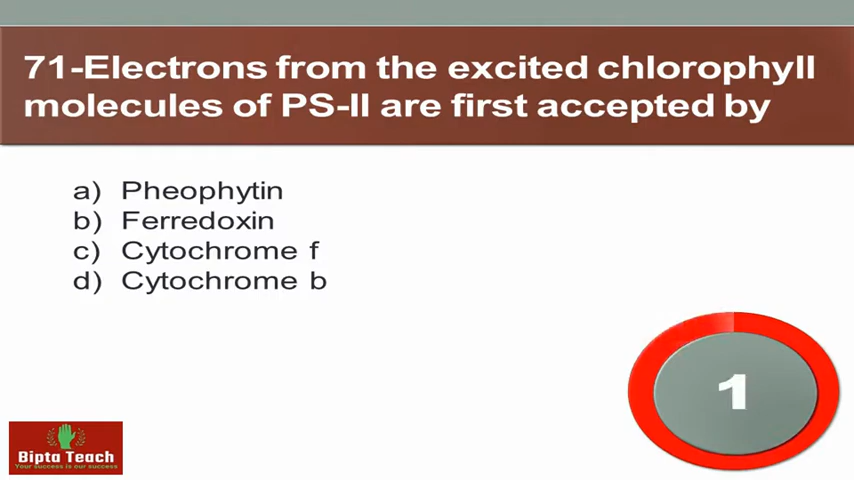 71-Electrons from the excited chlorophyll
molecules of PS-II are first accepted by
a) Pheophytin
b) Ferredoxin
c) Cytochrome f
d) Cytochrome b
1
Bipta Teach
Your success is our success